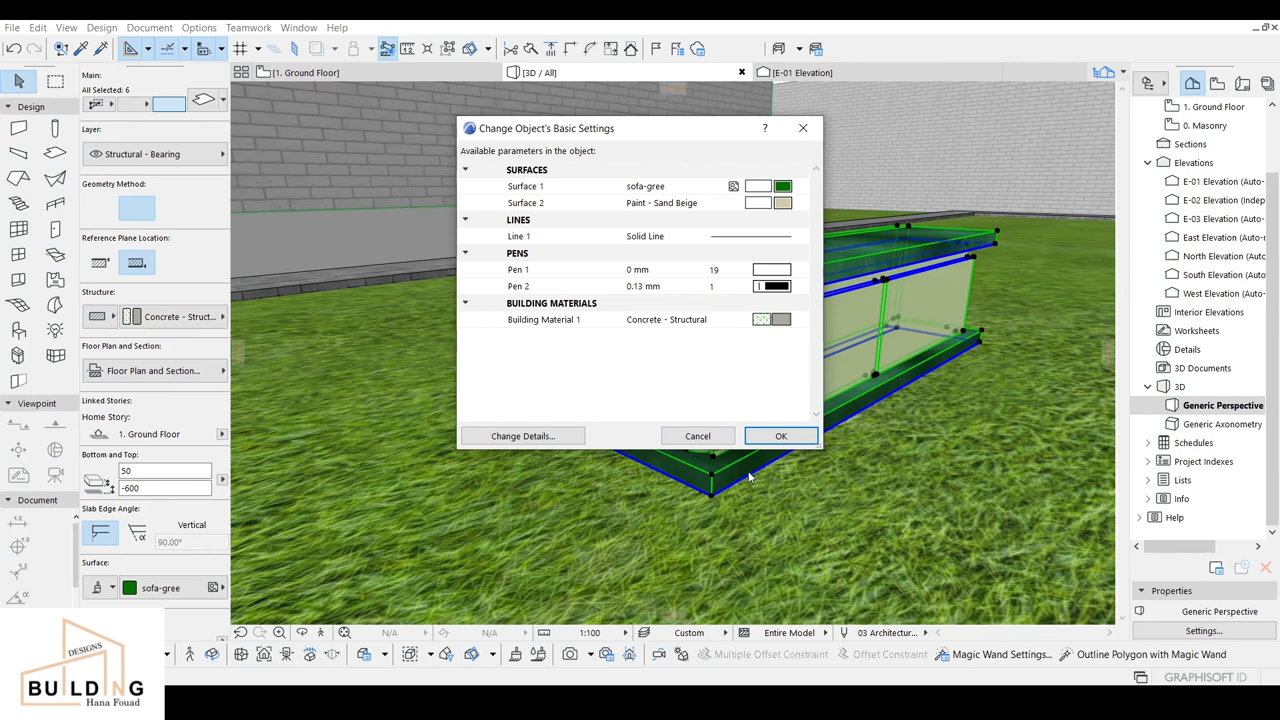 File Edit View Design Document Options Teamwork Window Help
[1. Ground Floor]
[3D / All]
[E-01 Elevation]
Main:
All Selected: 6
Design
Layer:
Structural - Bearing
Geometry Method:
Reference Plane Location:
Structure:
Concrete - Struct...
Floor Plan and Section:
Floor Plan and Section...
Viewpoint
Linked Stories:
Home Story:
1. Ground Floor
Bottom and Top:
50
-600
Document
Slab Edge Angle:
Vertical
90.00°
Surface:
sofa-gree
Change Object's Basic Settings
Available parameters in the object:
SURFACES
Surface 1 sofa-gree
Surface 2 Paint - Sand Beige
LINES
Line 1 Solid Line
PENS
Pen 1 0 mm 19
Pen 2 0.13 mm 1
BUILDING MATERIALS
Building Material 1 Concrete - Structural
Change Details... Cancel OK
1. Ground Floor
0. Masonry
Sections
Elevations
E-01 Elevation (Auto-
E-02 Elevation (Indep
E-03 Elevation (Auto-
East Elevation (Auto-
North Elevation (Auto-
South Elevation (Auto-
West Elevation (Auto-
Interior Elevations
Worksheets
Details
3D Documents
3D
Generic Perspective
Generic Axonometry
Schedules
Project Indexes
Lists
Info
Help
Properties
Generic Perspective
Settings...
N/A N/A 1:100 Custom Entire Model 03 Architectur...
Multiple Offset Constraint Offset Constraint Magic Wand Settings... Outline Polygon with Magic Wand
GRAPHISOFT ID
DESIGNS
BUILDING
Hana Fouad